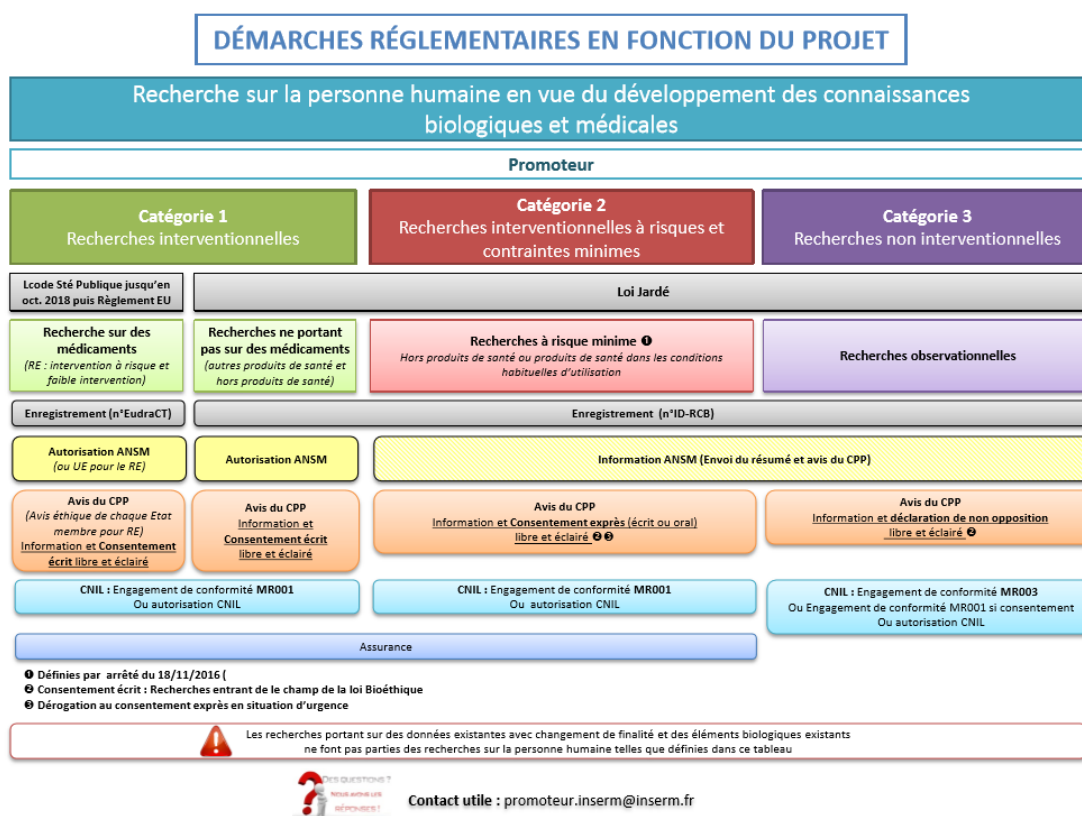 DÉMARCHES RÉGLEMENTAIRES EN FONCTION DU PROJET
Recherche sur la personne humaine en vue du développement des connaissances
biologiques et médicales
Promoteur
Catégorie 1
Recherches interventionnelles
Catégorie 2
Recherches interventionnelles à risques et
contraintes minimes
Catégorie 3
Recherches non interventionnelles
Lcode Sté Publique jusqu'en
oct. 2018 puis Règlement EU
Loi Jardé
Recherche sur des
médicaments
(RE : intervention à risque et
faible intervention)
Recherches ne portant
pas sur des médicaments
(autres produits de santé et
hors produits de santé)
Recherches à risque minime ❶
Hors produits de santé ou produits de santé dans les conditions
habituelles d'utilisation
Recherches observationnelles
Enregistrement (n°EudraCT)
Enregistrement (n°ID-RCB)
Autorisation ANSM
(ou UE pour le RE)
Autorisation ANSM
Information ANSM (Envoi du résumé et avis du CPP)
Avis du CPP
(Avis éthique de chaque Etat
membre pour RE)
Information et Consentement
écrit libre et éclairé
Avis du CPP
Information et
Consentement écrit
libre et éclairé
Avis du CPP
Information et Consentement exprès (écrit ou oral)
libre et éclairé ❷❸
Avis du CPP
Information et déclaration de non opposition
libre et éclairé ❷
CNIL : Engagement de conformité MR001
Ou autorisation CNIL
CNIL : Engagement de conformité MR001
Ou autorisation CNIL
CNIL : Engagement de conformité MR003
Ou Engagement de conformité MR001 si consentement
Ou autorisation CNIL
Assurance
❶ Définies par arrêté du 18/11/2016 (
❷ Consentement écrit : Recherches entrant de le champ de la loi Bioéthique
❸ Dérogation au consentement exprès en situation d'urgence
Les recherches portant sur des données existantes avec changement de finalité et des éléments biologiques existants
ne font pas parties des recherches sur la personne humaine telles que définies dans ce tableau
DES QUESTIONS ?
NOUS AVONS LES
RÉPONSES !
Contact utile : promoteur.inserm@inserm.fr